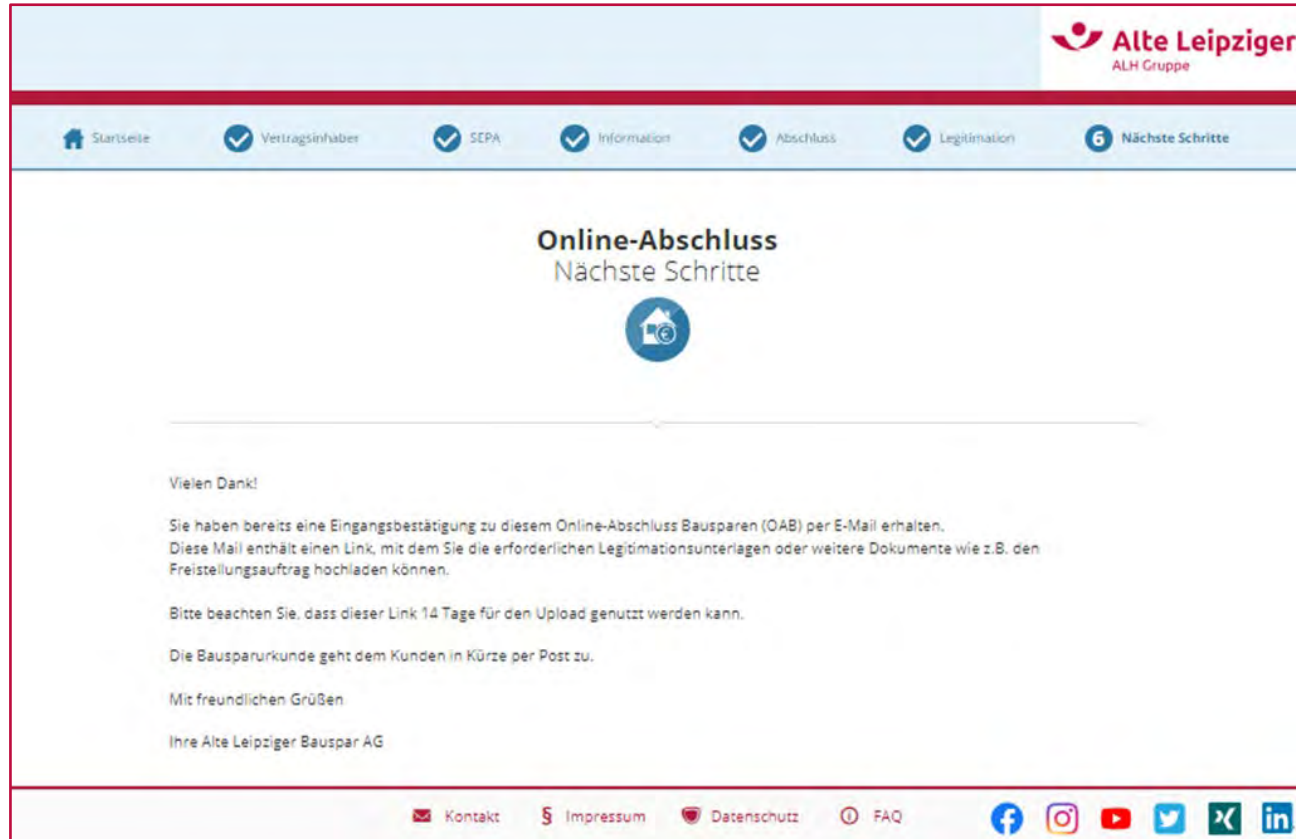 Alte Leipziger
ALH Gruppe
Startseite
Vertragsinhaber
SEPA
Information
Abschluss
Legitimation
6 Nächste Schritte
Online-Abschluss
Nächste Schritte
€
Vielen Dank!
Sie haben bereits eine Eingangsbestätigung zu diesem Online-Abschluss Bausparen (OAB) per E-Mail erhalten.
Diese Mail enthält einen Link, mit dem Sie die erforderlichen Legitimationsunterlagen oder weitere Dokumente wie z.B. den
Freistellungsauftrag hochladen können.
Bitte beachten Sie, dass dieser Link 14 Tage für den Upload genutzt werden kann.
Die Bausparurkunde geht dem Kunden in Kürze per Post zu.
Mit freundlichen Grüßen
Ihre Alte Leipziger Bauspar AG
Kontakt
§ Impressum
Datenschutz
FAQ
in